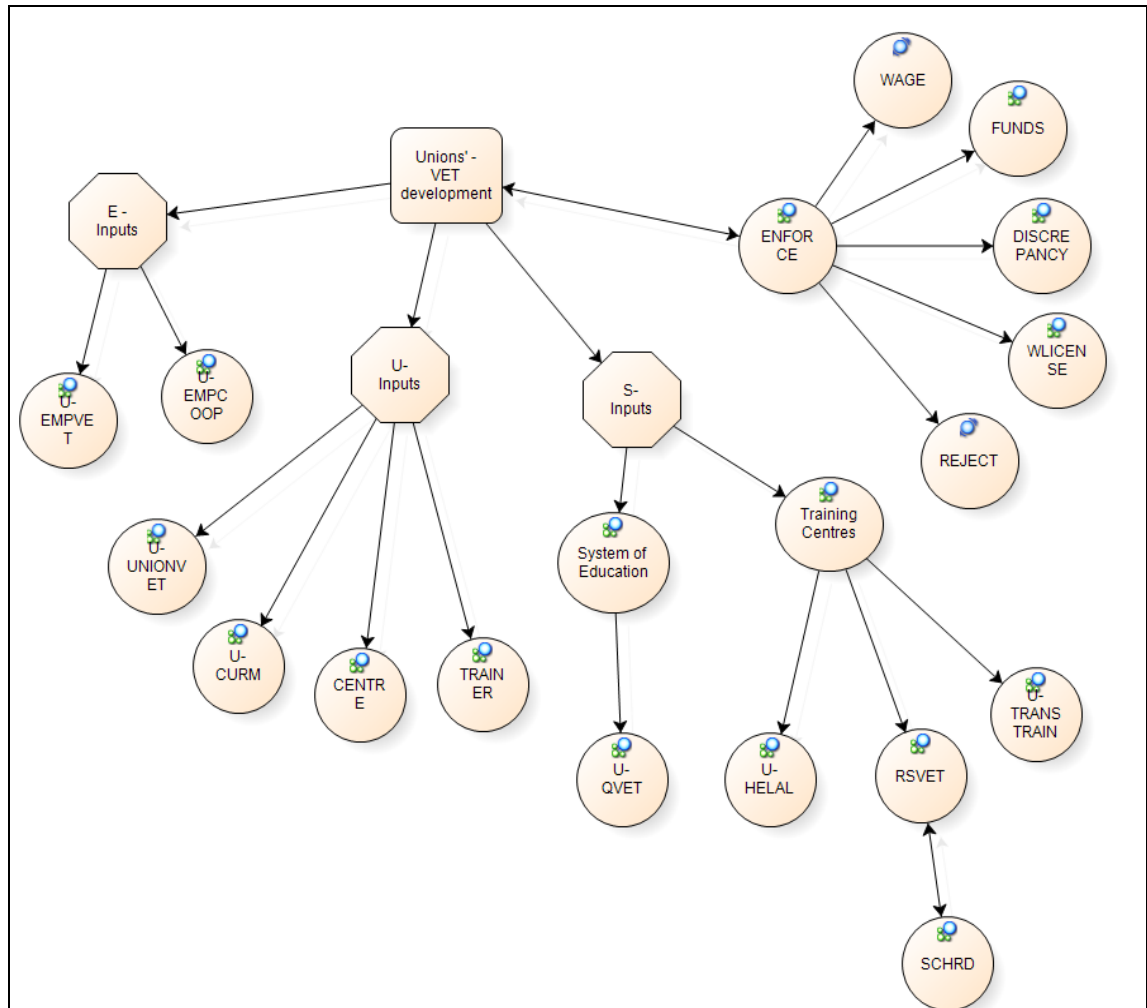 WAGE
FUNDS
Unions' -
VET
development
E -
Inputs
ENFOR
CE
DISCRE
PANCY
WLICEN
SE
U-
EMPVE
T
U-
EMPC
OOP
U-
Inputs
S-
Inputs
REJECT
U-
UNIONV
ET
System of
Education
Training
Centres
U-
CURM
CENTR
E
TRAIN
ER
U-
TRANS
TRAIN
U-
QVET
U-
HELAL
RSVET
SCHRD